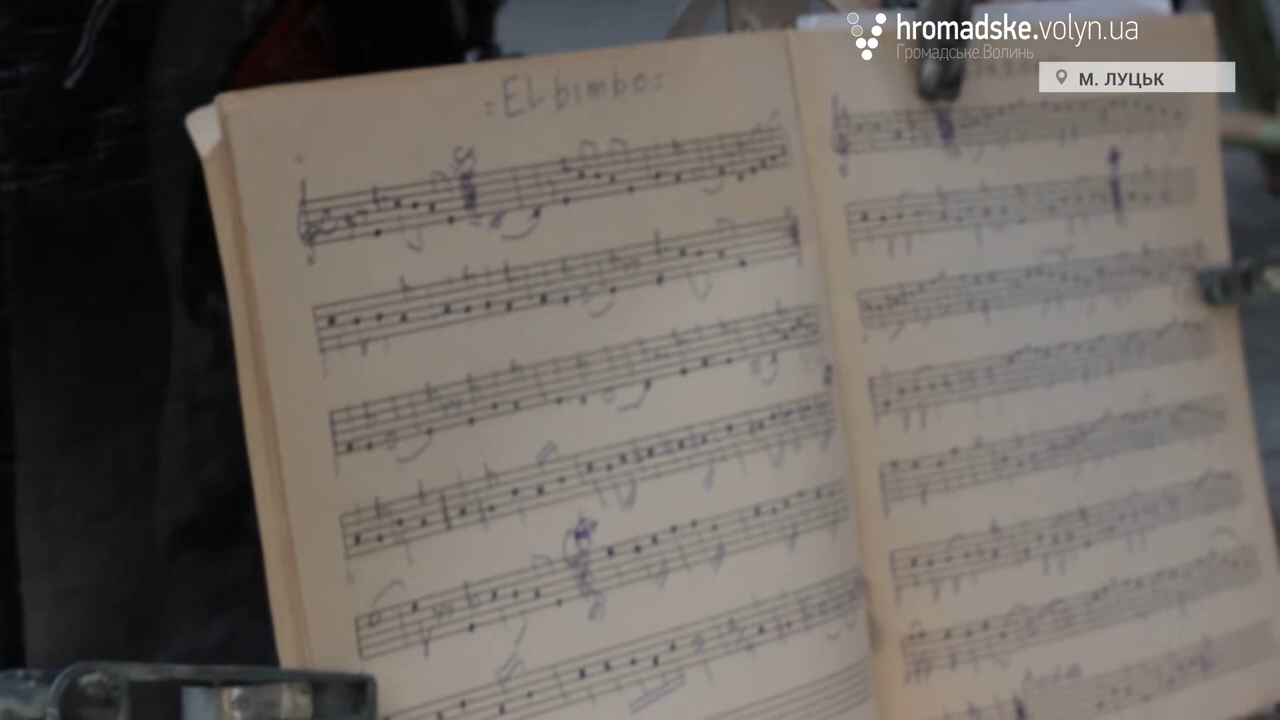 hromadske.volyn.ua
Громадське.Волинь
М. ЛУЦЬК
=El bimbo=